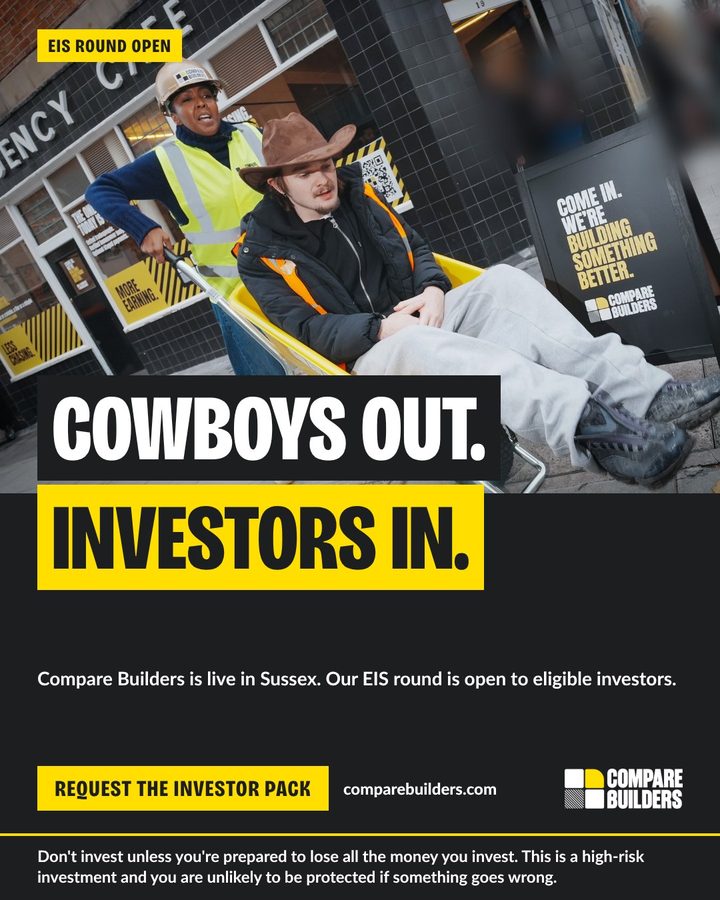 EIS ROUND OPEN
COMPARE
BUILDERS
MORE
EARNING.
LESS
CHASING.
COME IN.
WE'RE
BUILDING
SOMETHING
BETTER.
COMPARE
BUILDERS
COWBOYS OUT.
INVESTORS IN.
Compare Builders is live in Sussex. Our EIS round is open to eligible investors.
REQUEST THE INVESTOR PACK
comparebuilders.com
COMPARE
BUILDERS
Don't invest unless you're prepared to lose all the money you invest. This is a high-risk
investment and you are unlikely to be protected if something goes wrong.